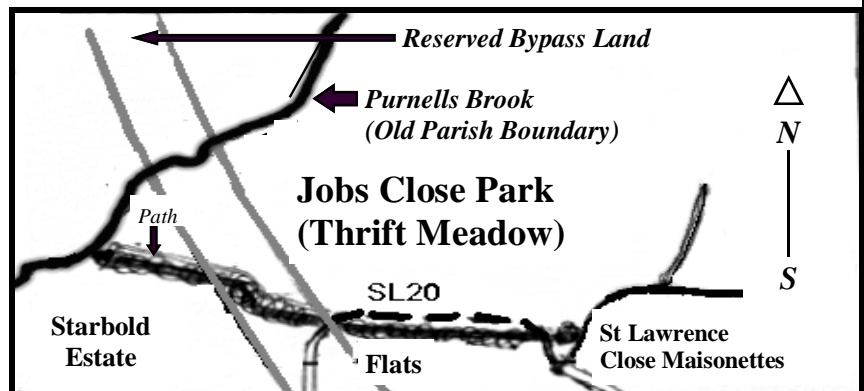 Reserved Bypass Land
Purnells Brook
(Old Parish Boundary)
N
Jobs Close Park
(Thrift Meadow)
Path
S
SL20
Starbold
Estate
Flats
St Lawrence
Close Maisonettes